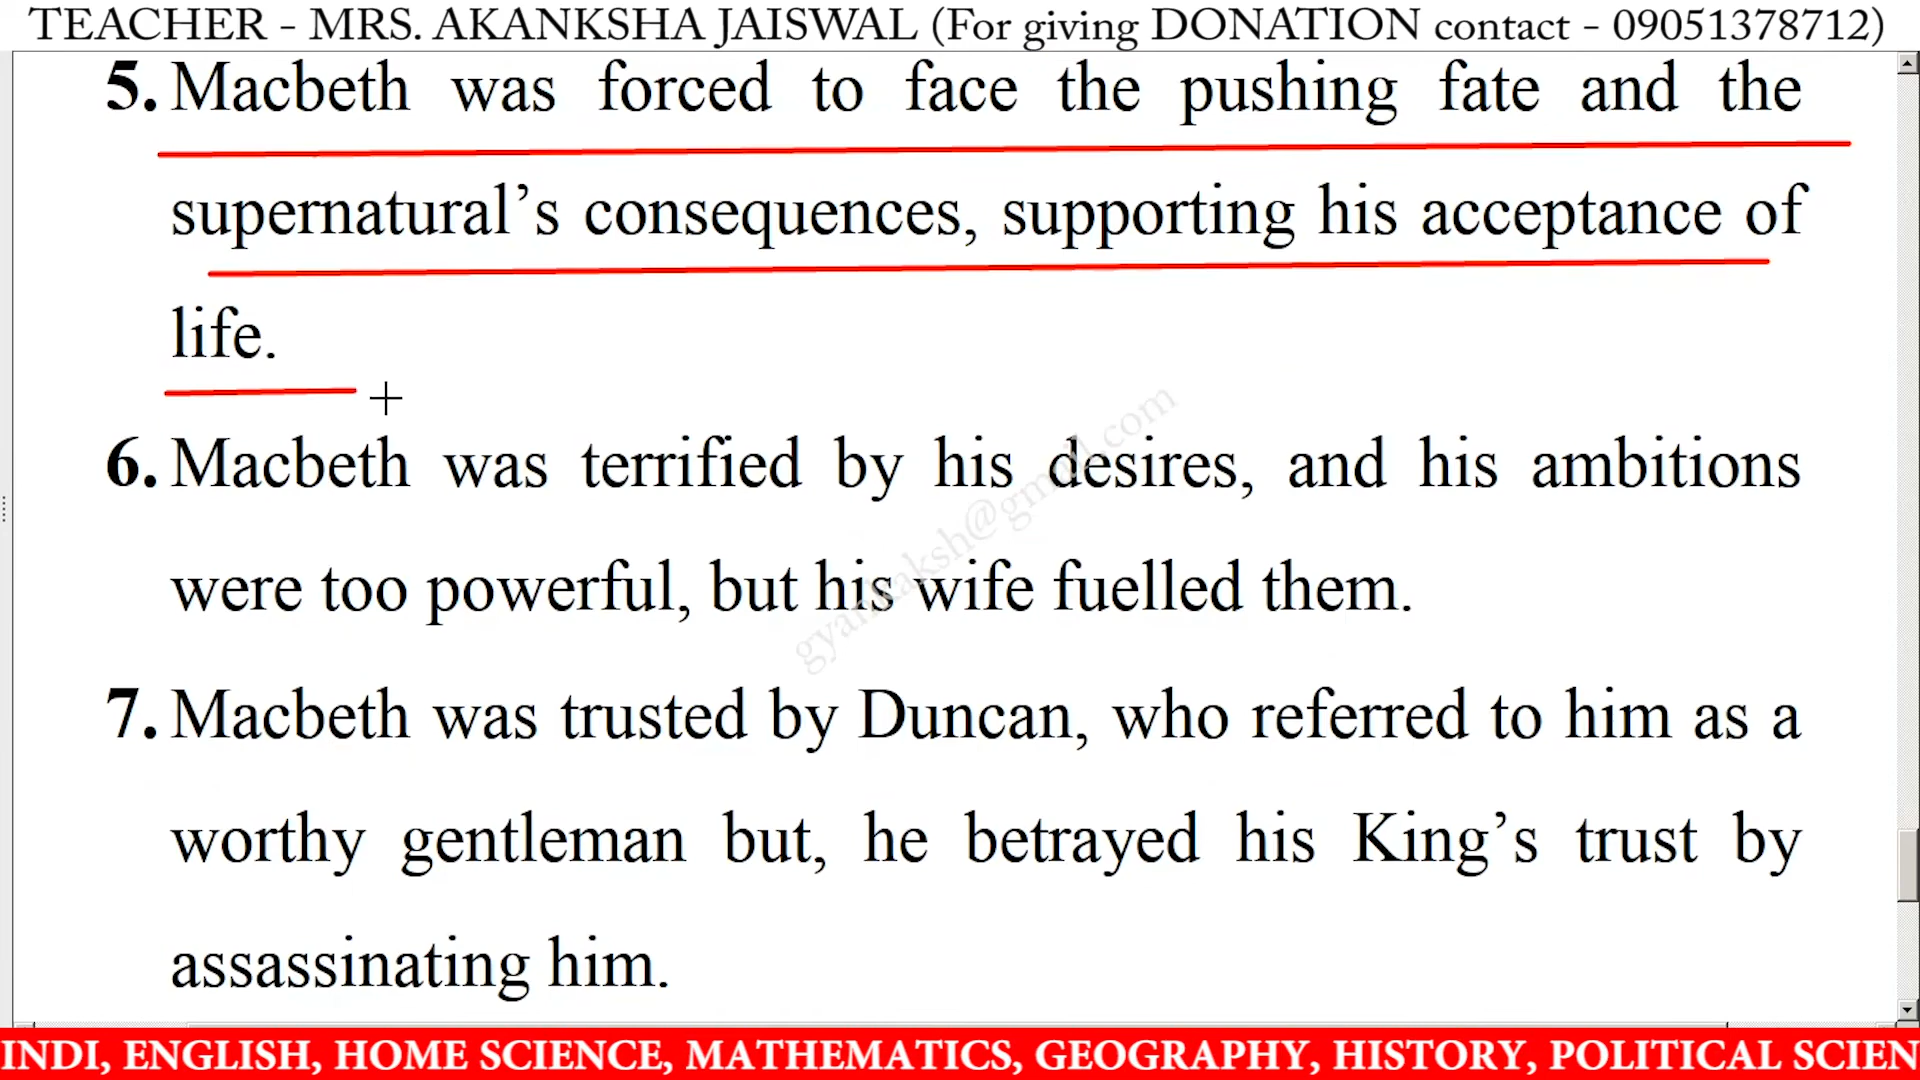 TEACHER - MRS. AKANKSHA JAISWAL (For giving DONATION contact - 09051378712)
5. Macbeth was forced to face the pushing fate and the
supernatural’s consequences, supporting his acceptance of
life.
6. Macbeth was terrified by his desires, and his ambitions
were too powerful, but his wife fuelled them.
7. Macbeth was trusted by Duncan, who referred to him as a
worthy gentleman but, he betrayed his King’s trust by
assassinating him.
gyankaksh@gmail.com
INDI, ENGLISH, HOME SCIENCE, MATHEMATICS, GEOGRAPHY, HISTORY, POLITICAL SCIEN